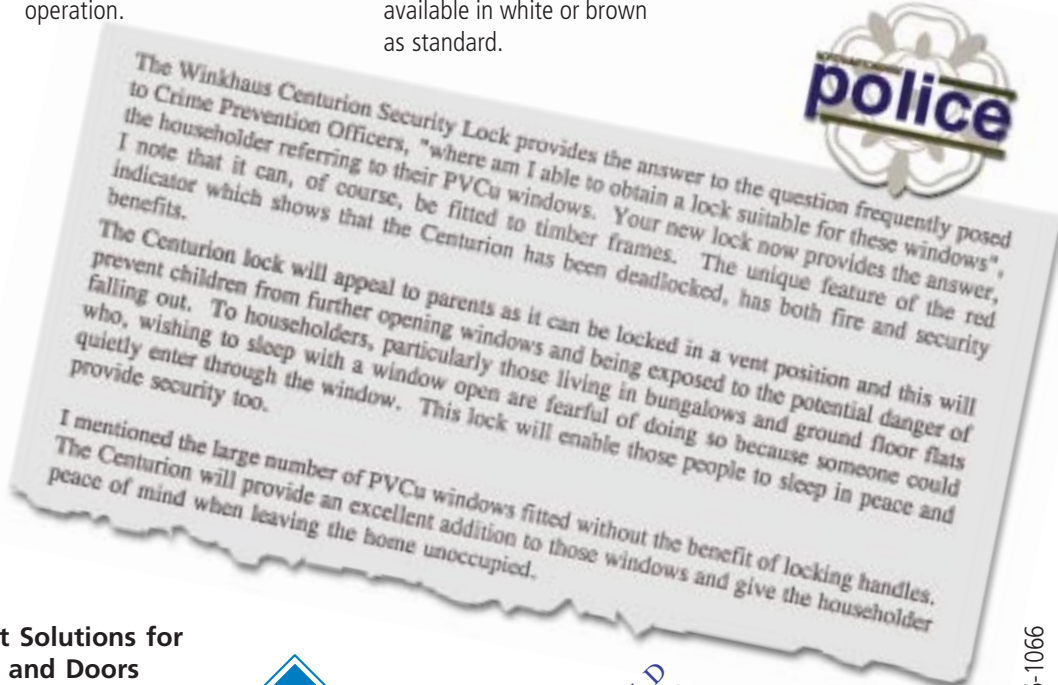 operation.
available in white or brown
as standard.
police
The Winkhaus Centurion Security Lock provides the answer to the question frequently posed
to Crime Prevention Officers, "where am I able to obtain a lock suitable for these windows",
the householder referring to their PVCu windows. Your new lock now provides the answer,
I note that it can, of course, be fitted to timber frames. The unique feature of the red
indicator which shows that the Centurion has been deadlocked, has both fire and security
benefits.
The Centurion lock will appeal to parents as it can be locked in a vent position and this will
prevent children from further opening windows and being exposed to the potential danger of
falling out. To householders, particularly those living in bungalows and ground floor flats
who, wishing to sleep with a window open are fearful of doing so because someone could
quietly enter through the window. This lock will enable those people to sleep in peace and
provide security too.
I mentioned the large number of PVCu windows fitted without the benefit of locking handles.
The Centurion will provide an excellent addition to those windows and give the householder
peace of mind when leaving the home unoccupied.
t Solutions for
and Doors
D
-1066